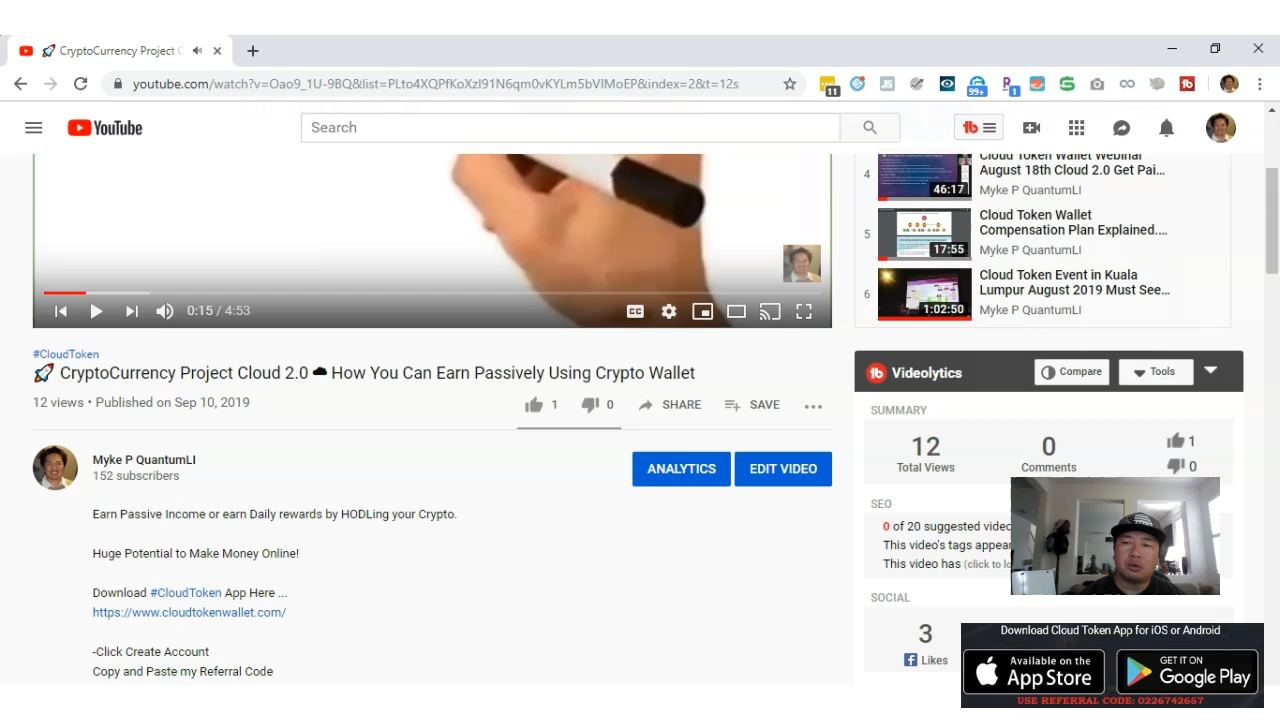 CryptoCurrency Project C
youtube.com/watch?v=Oao9_1U-9BQ&list=PLto4XQPfKoXzI91N6qm0vKYLm5bVIMoEP&index=2&t=12s
11
JS
99+
1
YouTube
Search
4
Cloud Token Wallet Webinar
August 18th Cloud 2.0 Get Pai...
46:17
Myke P QuantumLI
5
Cloud Token Wallet
Compensation Plan Explained....
17:55
Myke P QuantumLI
6
Cloud Token Event in Kuala
Lumpur August 2019 Must See...
1:02:50
Myke P QuantumLI
0:15 / 4:53
CC
#CloudToken
CryptoCurrency Project Cloud 2.0 How You Can Earn Passively Using Crypto Wallet
12 views • Published on Sep 10, 2019
1
0
SHARE
SAVE
Myke P QuantumLI
152 subscribers
ANALYTICS
EDIT VIDEO
Earn Passive Income or earn Daily rewards by HODLing your Crypto.
Huge Potential to Make Money Online!
Download #CloudToken App Here ...
https://www.cloudtokenwallet.com/
-Click Create Account
Copy and Paste my Referral Code
Videolytics
Compare
Tools
SUMMARY
12
Total Views
0
Comments
1
0
SEO
0 of 20 suggested video
This video's tags appear
This video has (click to lo
SOCIAL
3
Likes
Download Cloud Token App for iOS or Android
Available on the
App Store
GET IT ON
Google Play
USE REFERRAL CODE: 0226742657